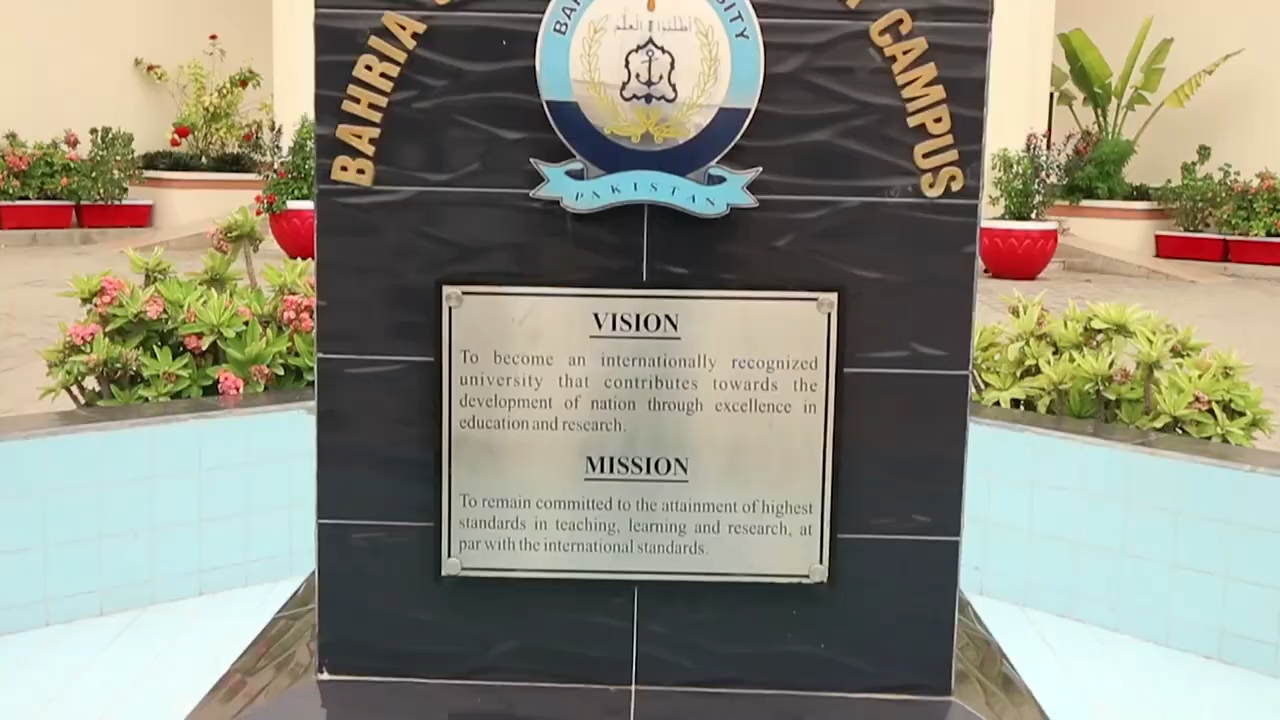 BAHRIA
CAMPUS
اطلبوا العلم
PAKISTAN
VISION
To become an internationally recognized
university that contributes towards the
development of nation through excellence in
education and research.
MISSION
To remain committed to the attainment of highest
standards in teaching, learning and research, at
par with the international standards.